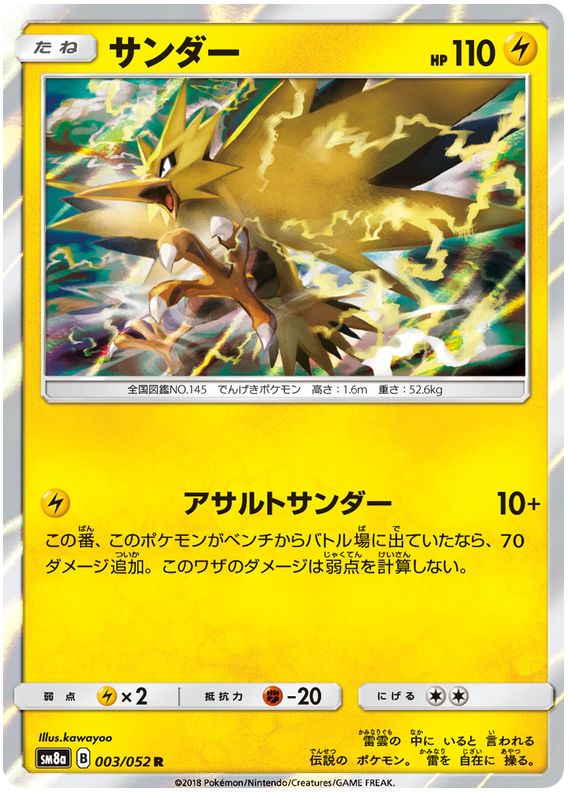 たね サンダー HP 110
全国図鑑NO.145 でんげきポケモン 高さ:1.6m 重さ:52.6kg
アサルトサンダー 10+
この番、このポケモンがベンチからバトル場に出ていたなら、70
ダメージ追加。このワザのダメージは弱点を計算しない。
弱点 ×2 抵抗力 -20 にげる
Illus.kawayoo
SM8a B 003/052 R
雷雲の 中に いると 言われる
伝説の ポケモン。 雷を 自在に 操る。
©2018 Pokémon/Nintendo/Creatures/GAME FREAK.